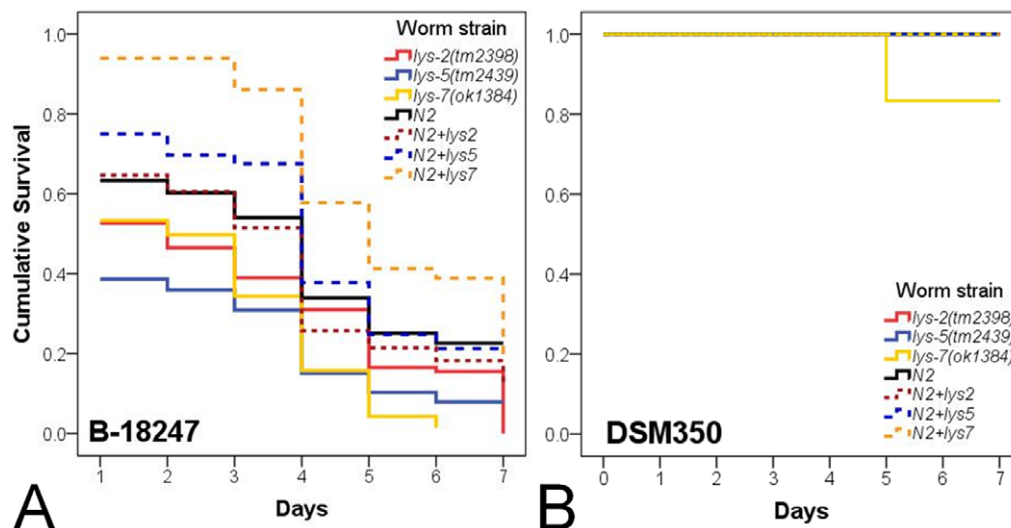 Worm strain
lys-2(tm2398)
lys-5(tm2439)
lys-7(ok1384)
N2
N2+lys2
N2+lys5
N2+lys7
Cumulative Survival
1.0
0.8
0.6
0.4
0.2
0.0
B-18247
1 2 3 4 5 6 7
Days
A
1.0
0.8
0.6
0.4
0.2
0.0
Worm strain
lys-2(tm2398)
lys-5(tm2439)
lys-7(ok1384)
N2
N2+lys2
N2+lys5
N2+lys7
DSM350
0 1 2 3 4 5 6 7
Days
B